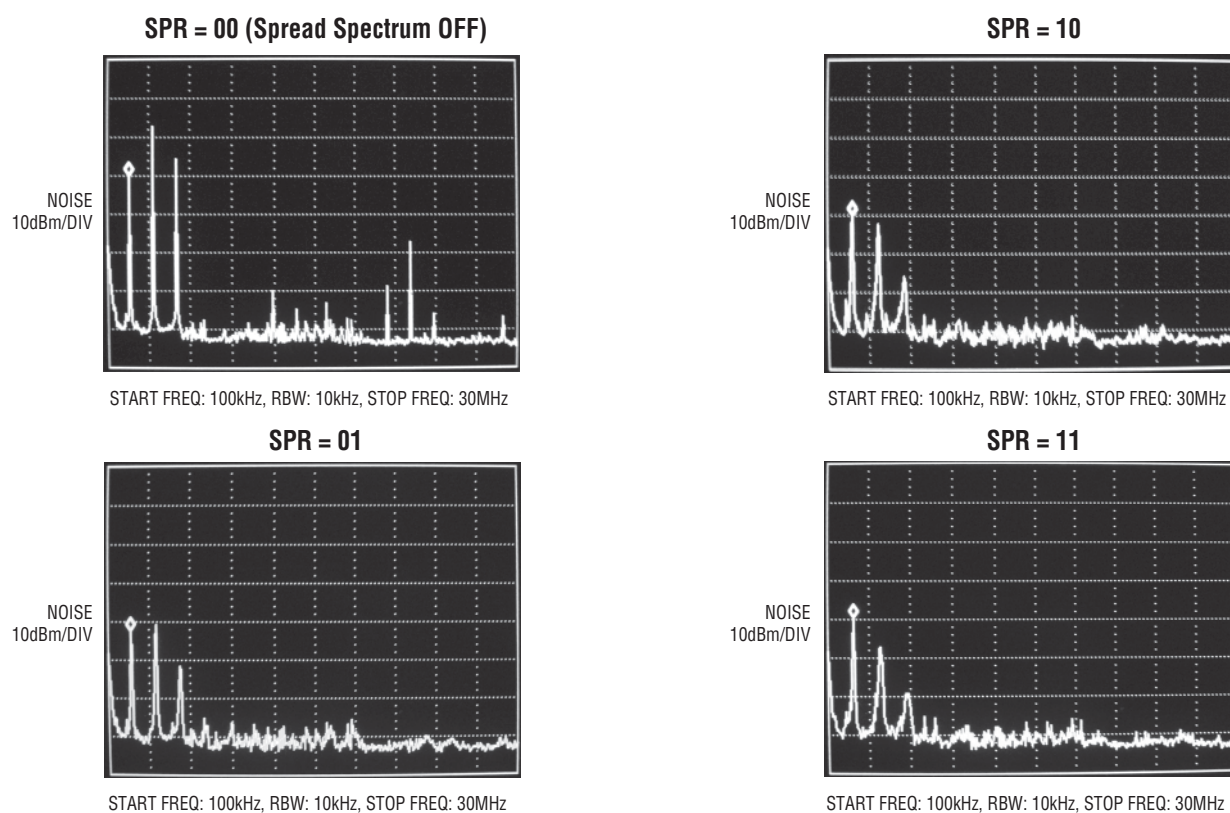 SPR = 00 (Spread Spectrum OFF)
NOISE
10dBm/DIV
START FREQ: 100kHz, RBW: 10kHz, STOP FREQ: 30MHz
SPR = 10
NOISE
10dBm/DIV
START FREQ: 100kHz, RBW: 10kHz, STOP FREQ: 30MHz
SPR = 01
NOISE
10dBm/DIV
START FREQ: 100kHz, RBW: 10kHz, STOP FREQ: 30MHz
SPR = 11
NOISE
10dBm/DIV
START FREQ: 100kHz, RBW: 10kHz, STOP FREQ: 30MHz